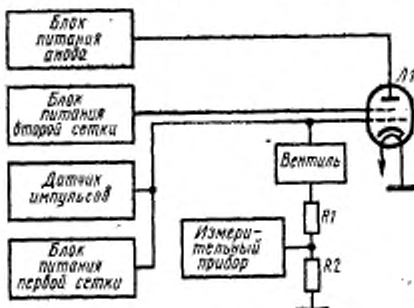 Блок
питания
анода
Л1
Блок
питания
второй сетки
Датчик
импульсов
Вентиль
Блок
питания
первой сетки
Измери-
тельный
прибор
R1
R2